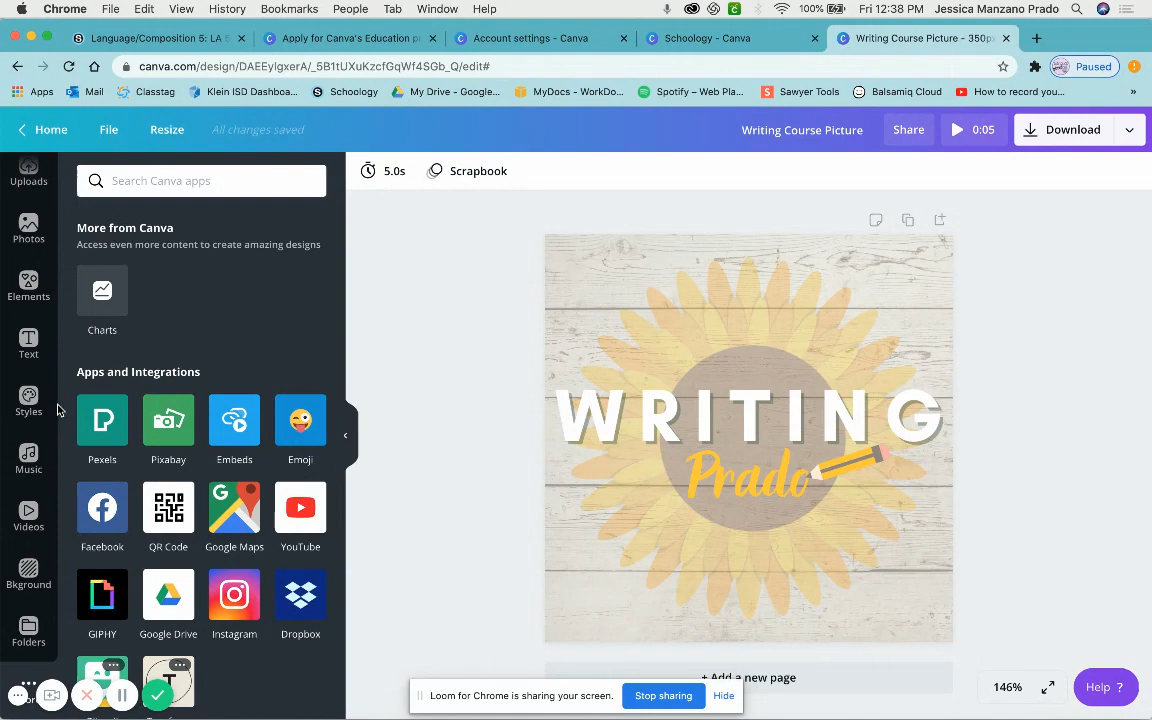 Chrome File Edit View History Bookmarks People Tab Window Help 100% Fri 12:38 PM Jessica Manzano Prado
Language/Composition 5: LA 5 Apply for Canva's Education pr Account settings - Canva Schoology - Canva Writing Course Picture - 350px
canva.com/design/DAEEyIgxerA/_5B1tUXuKzcfGqWf4SGb_Q/edit# Paused
Apps Mail Classtag Klein ISD Dashboa... Schoology My Drive - Google... MyDocs - WorkDo... Spotify – Web Pla... Sawyer Tools Balsamiq Cloud How to record you... »
Home File Resize All changes saved Writing Course Picture Share 0:05 Download
Uploads
Photos
Elements
Text
Styles
Music
Videos
Bkground
Folders
Search Canva apps
More from Canva
Access even more content to create amazing designs
Charts
Apps and Integrations
Pexels Pixabay Embeds Emoji
Facebook QR Code Google Maps YouTube
GIPHY Google Drive Instagram Dropbox
5.0s Scrapbook
WRITING
Prado
+ Add a new page
Loom for Chrome is sharing your screen. Stop sharing Hide
146% Help ?